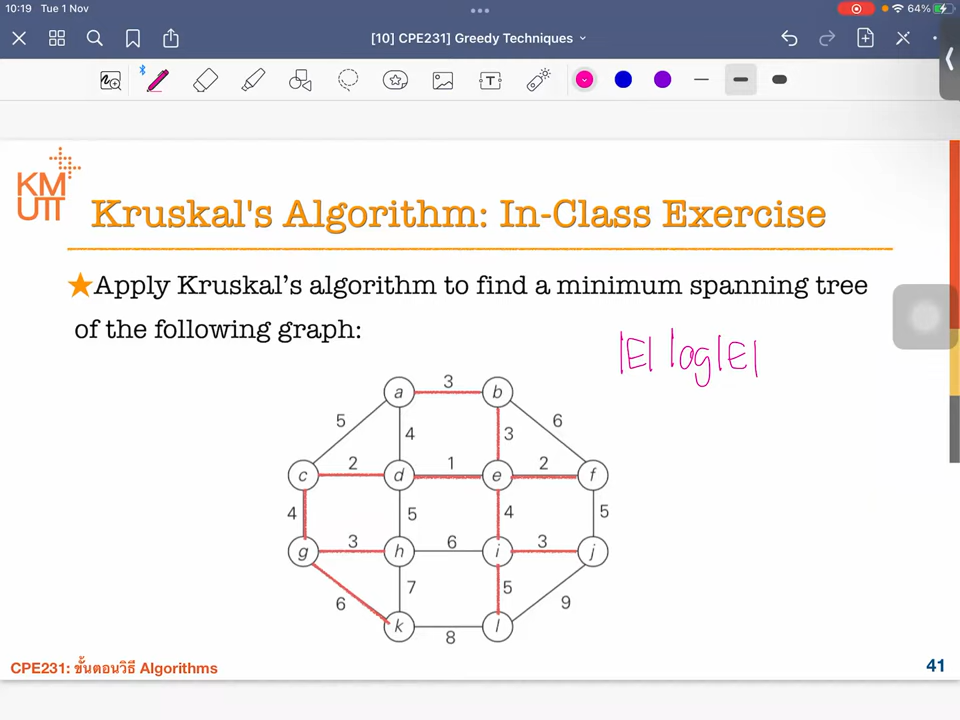 10:19 Tue 1 Nov
64%
[10] CPE231] Greedy Techniques
T
KM
UTT
Kruskal's Algorithm: In-Class Exercise
Apply Kruskal's algorithm to find a minimum spanning tree
of the following graph:
|E| log|E|
3
a b
5 4 3 6
2 1 2
c d e f
4 5 4 5
3 6 3
g h i j
6 7 5 9
k l
8
CPE231: ขั้นตอนวิธี Algorithms
41